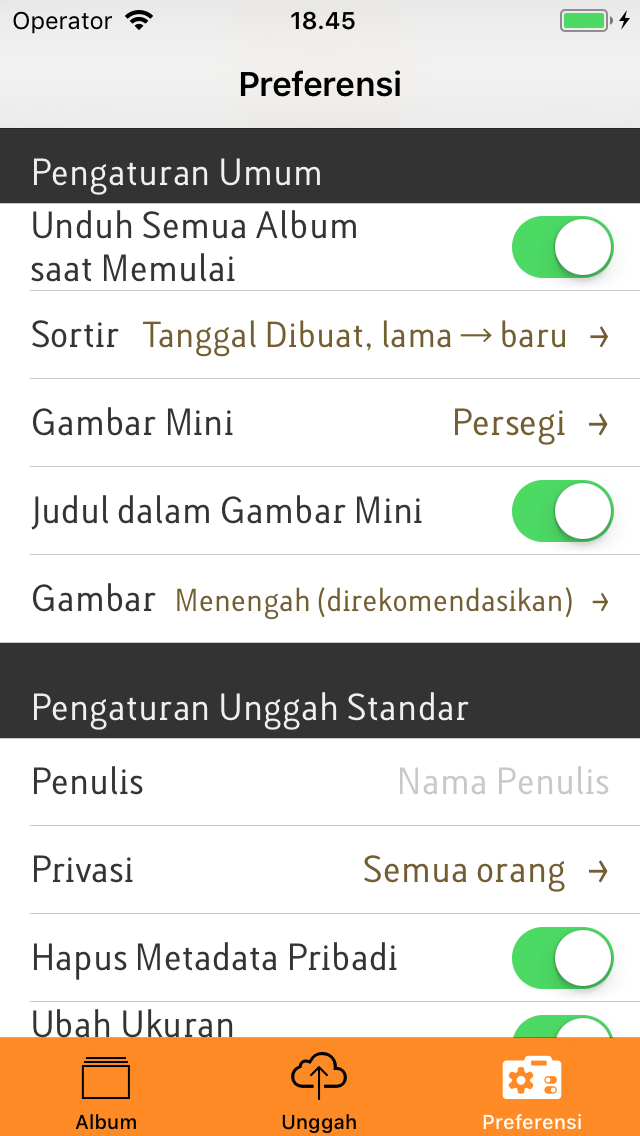 Operator 18.45
Preferensi
Pengaturan Umum
Unduh Semua Album
saat Memulai
Sortir Tanggal Dibuat, lama → baru →
Gambar Mini Persegi →
Judul dalam Gambar Mini
Gambar Menengah (direkomendasikan) →
Pengaturan Unggah Standar
Penulis Nama Penulis
Privasi Semua orang →
Hapus Metadata Pribadi
Ubah Ukuran
Album Unggah Preferensi